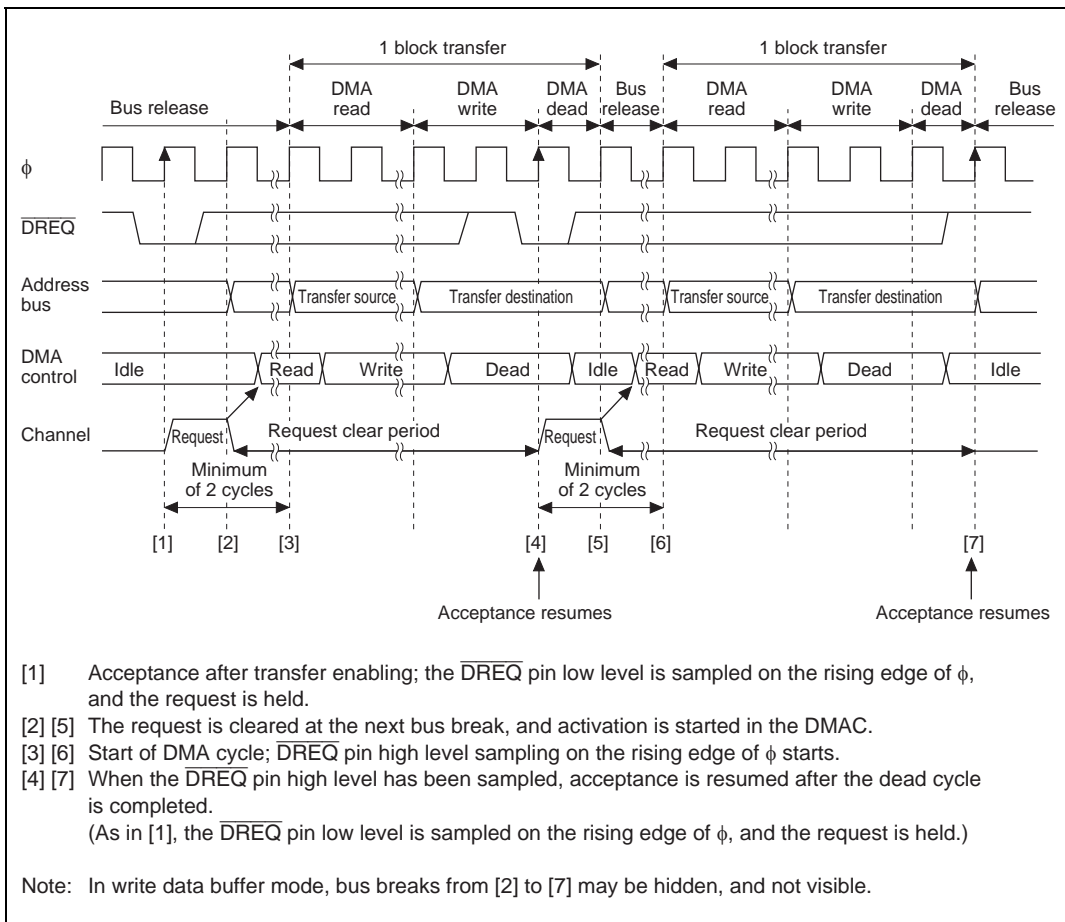 1 block transfer 1 block transfer
DMA DMA DMA Bus DMA DMA DMA Bus
Bus release read write dead release read write dead release
ϕ
D̅R̅E̅Q̅
Address
bus
Transfer source Transfer destination Transfer source Transfer destination
DMA
control
Idle Read Write Dead Idle Read Write Dead Idle
Channel Request Request clear period Request Request clear period
Minimum Minimum
of 2 cycles of 2 cycles
[1] [2] [3] [4] [5] [6] [7]
Acceptance resumes Acceptance resumes
[1] Acceptance after transfer enabling; the D̅R̅E̅Q̅ pin low level is sampled on the rising edge of ϕ,
and the request is held.
[2] [5] The request is cleared at the next bus break, and activation is started in the DMAC.
[3] [6] Start of DMA cycle; D̅R̅E̅Q̅ pin high level sampling on the rising edge of ϕ starts.
[4] [7] When the D̅R̅E̅Q̅ pin high level has been sampled, acceptance is resumed after the dead cycle
is completed.
(As in [1], the D̅R̅E̅Q̅ pin low level is sampled on the rising edge of ϕ, and the request is held.)
Note: In write data buffer mode, bus breaks from [2] to [7] may be hidden, and not visible.